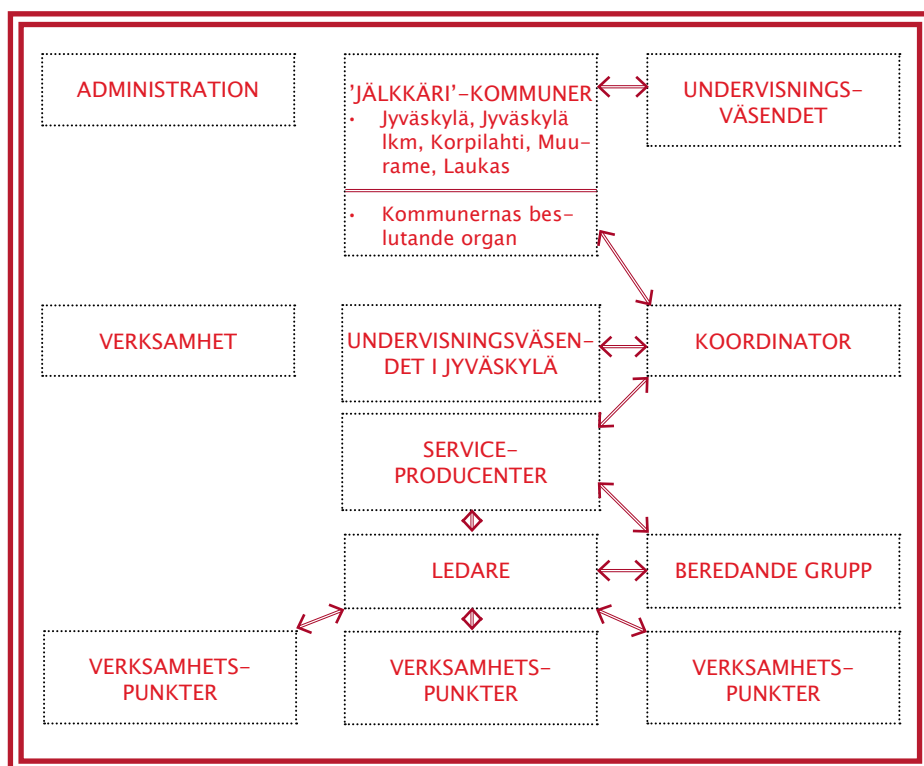 ADMINISTRATION
'JÄLKKÄRI'-KOMMUNER
• Jyväskylä, Jyväskylä
lkm, Korpilahti, Muu-
rame, Laukas
• Kommunernas bes-
lutande organ
UNDERVISNINGS-
VÄSENDET
VERKSAMHET
UNDERVISNINGSVÄSEN-
DET I JYVÄSKYLÄ
KOORDINATOR
SERVICE-
PRODUCENTER
LEDARE
BEREDANDE GRUPP
VERKSAMHETS-
PUNKTER
VERKSAMHETS-
PUNKTER
VERKSAMHETS-
PUNKTER